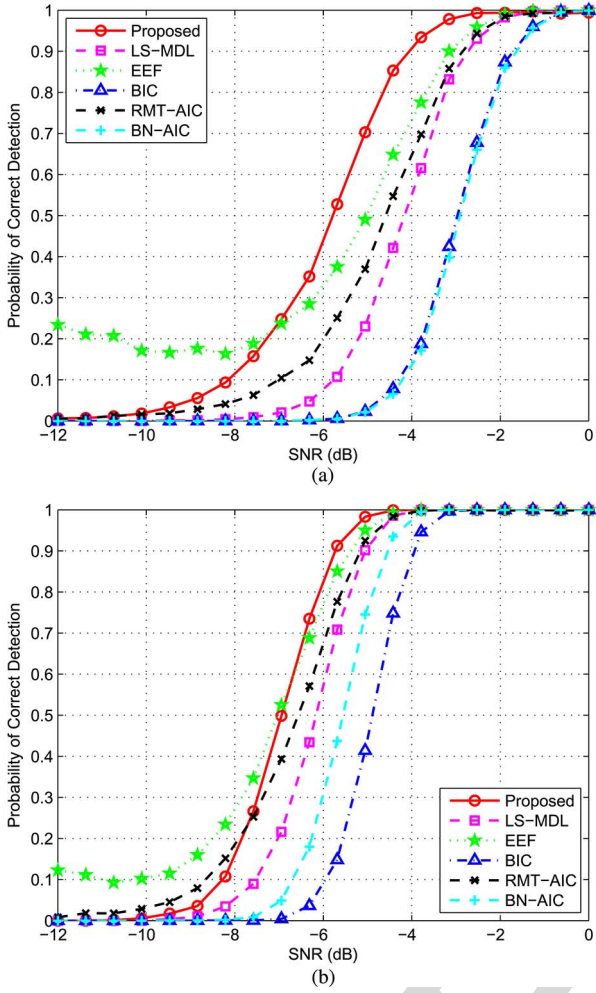 1
0.9
0.8
0.7
0.6
0.5
0.4
0.3
0.2
0.1
0
Probability of Correct Detection
Proposed
LS-MDL
EEF
BIC
RMT-AIC
BN-AIC
-12 -10 -8 -6 -4 -2 0
SNR (dB)
(a)
1
0.9
0.8
0.7
0.6
0.5
0.4
0.3
0.2
0.1
0
Probability of Correct Detection
Proposed
LS-MDL
EEF
BIC
RMT-AIC
BN-AIC
-12 -10 -8 -6 -4 -2 0
SNR (dB)
(b)